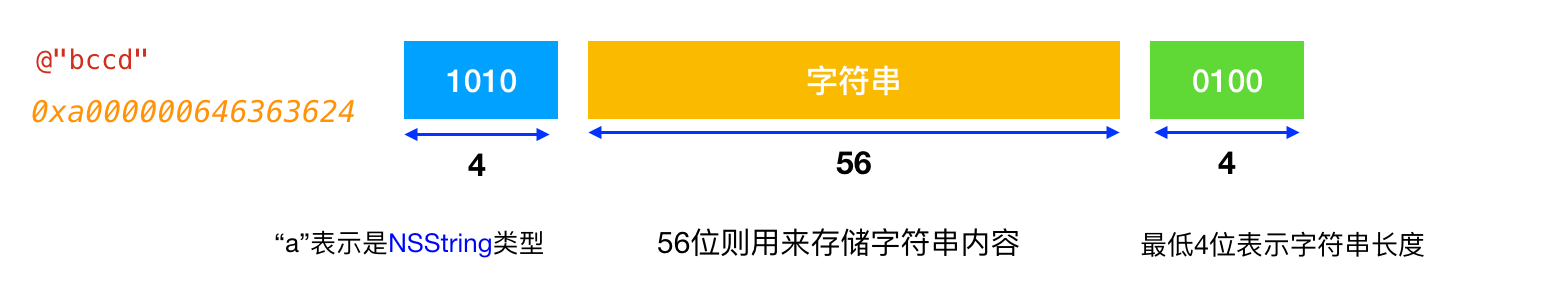 @"bccd"
0xa000000646363624
1010
字符串
0100
4
56
4
“a”表示是NSString类型
56位则用来存储字符串内容
最低4位表示字符串长度